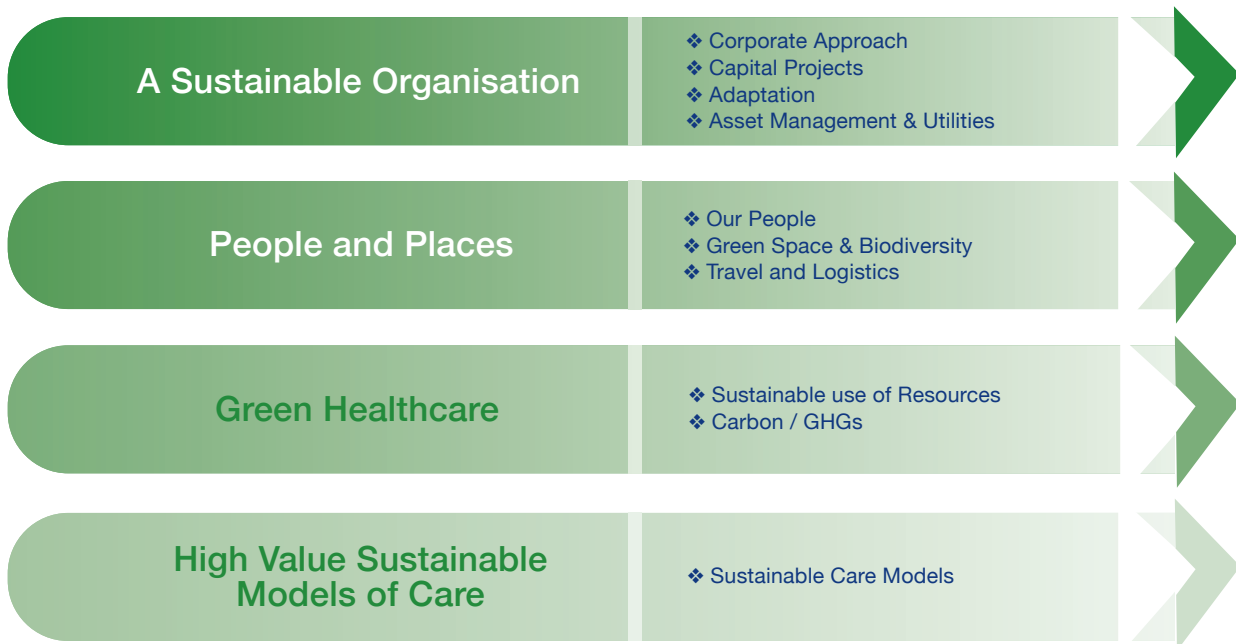 A Sustainable Organisation
❖ Corporate Approach
❖ Capital Projects
❖ Adaptation
❖ Asset Management & Utilities
People and Places
❖ Our People
❖ Green Space & Biodiversity
❖ Travel and Logistics
Green Healthcare
❖ Sustainable use of Resources
❖ Carbon / GHGs
High Value Sustainable
Models of Care
❖ Sustainable Care Models